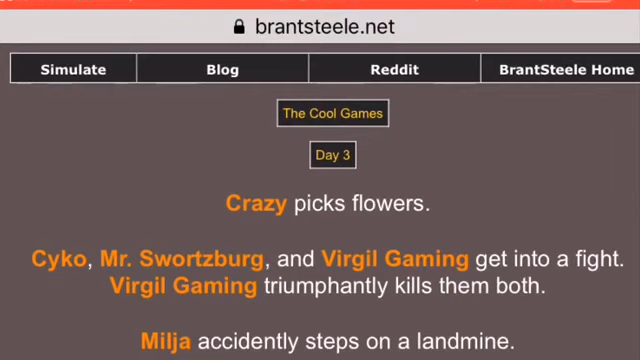 brantsteele.net
Simulate Blog Reddit BrantSteele Home
The Cool Games
Day 3
Crazy picks flowers.
Cyko, Mr. Swortzburg, and Virgil Gaming get into a fight.
Virgil Gaming triumphantly kills them both.
Milja accidently steps on a landmine.